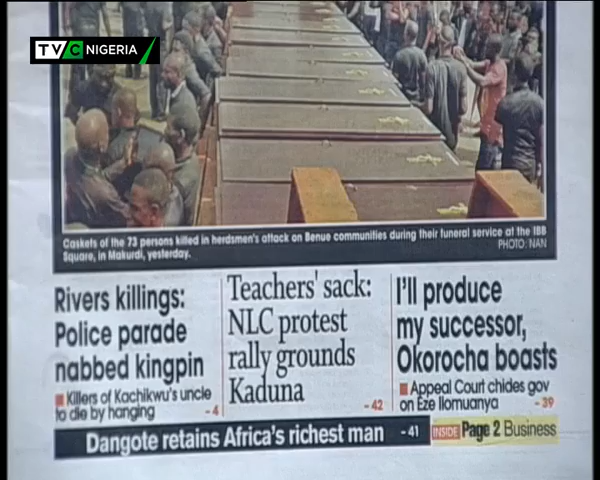 TVC NIGERIA
Caskets of the 73 persons killed in herdsmen's attack on Benue communities during their funeral service at the IBB
Square, in Makurdi, yesterday.
PHOTO: NAN
Rivers killings:
Police parade
nabbed kingpin
Killers of Kachikwu's uncle
to die by hanging - 4
Teachers' sack:
NLC protest
rally grounds
Kaduna
- 42
I'll produce
my successor,
Okorocha boasts
Appeal Court chides gov
on Eze Ilomuanya - 39
Dangote retains Africa's richest man - 41
INSIDE Page 2 Business